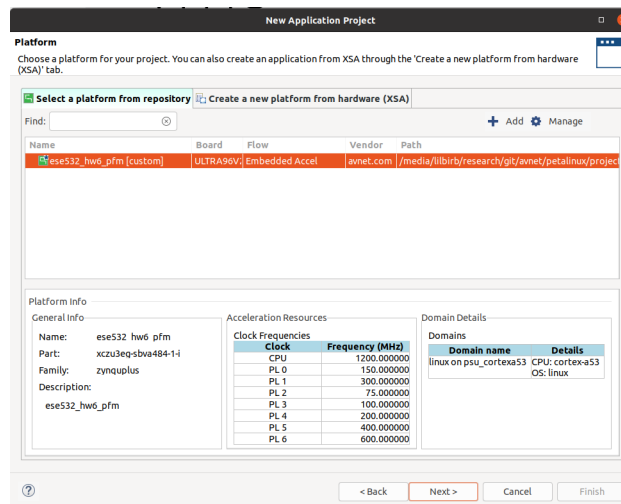 New Application Project
Platform
Choose a platform for your project. You can also create an application from XSA through the 'Create a new platform from hardware
(XSA)' tab.
Select a platform from repository Create a new platform from hardware (XSA)
Find: Add Manage
Name Board Flow Vendor Path
ese532_hw6_pfm [custom] ULTRA96V2 Embedded Accel avnet.com /media/lilbirb/research/git/avnet/petalinux/project
Platform Info
General Info
Name: ese532_hw6_pfm
Part: xczu3eg-sbva484-1-i
Family: zynquplus
Description:
ese532_hw6_pfm
Acceleration Resources
Clock Frequencies
Clock Frequency (MHz)
CPU 1200.000000
PL 0 150.000000
PL 1 300.000000
PL 2 75.000000
PL 3 100.000000
PL 4 200.000000
PL 5 400.000000
PL 6 600.000000
Domain Details
Domains
Domain name Details
linux on psu_cortexa53 CPU: cortex-a53
OS: linux
< Back Next > Cancel Finish